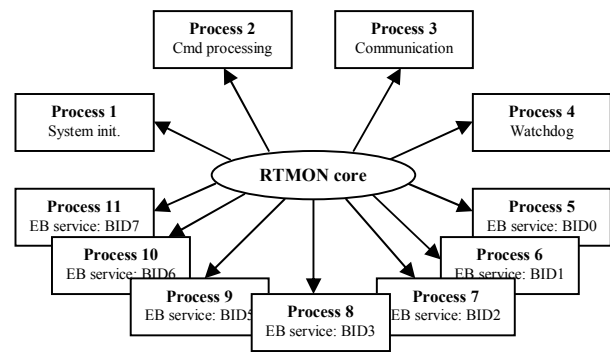 Process 2
Cmd processing
Process 3
Communication
Process 1
System init.
Process 4
Watchdog
RTMON core
Process 11
EB service: BID7
Process 5
EB service: BID0
Process 10
EB service: BID6
Process 6
EB service: BID1
Process 9
EB service: BID5
Process 7
EB service: BID2
Process 8
EB service: BID3